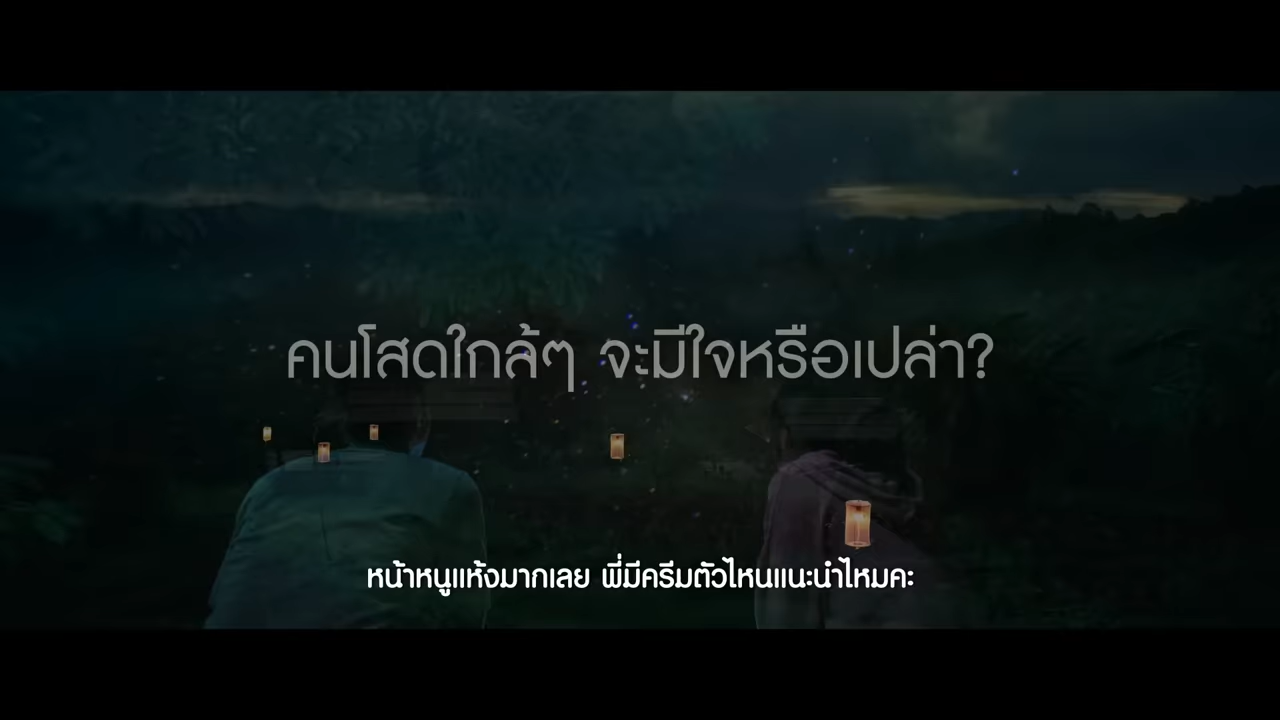 คนโสดใกล้ๆ จะมีใจหรือเปล่า?
หน้าหนูแห้งมากเลย พี่มีครีมตัวไหนแนะนำไหมคะ